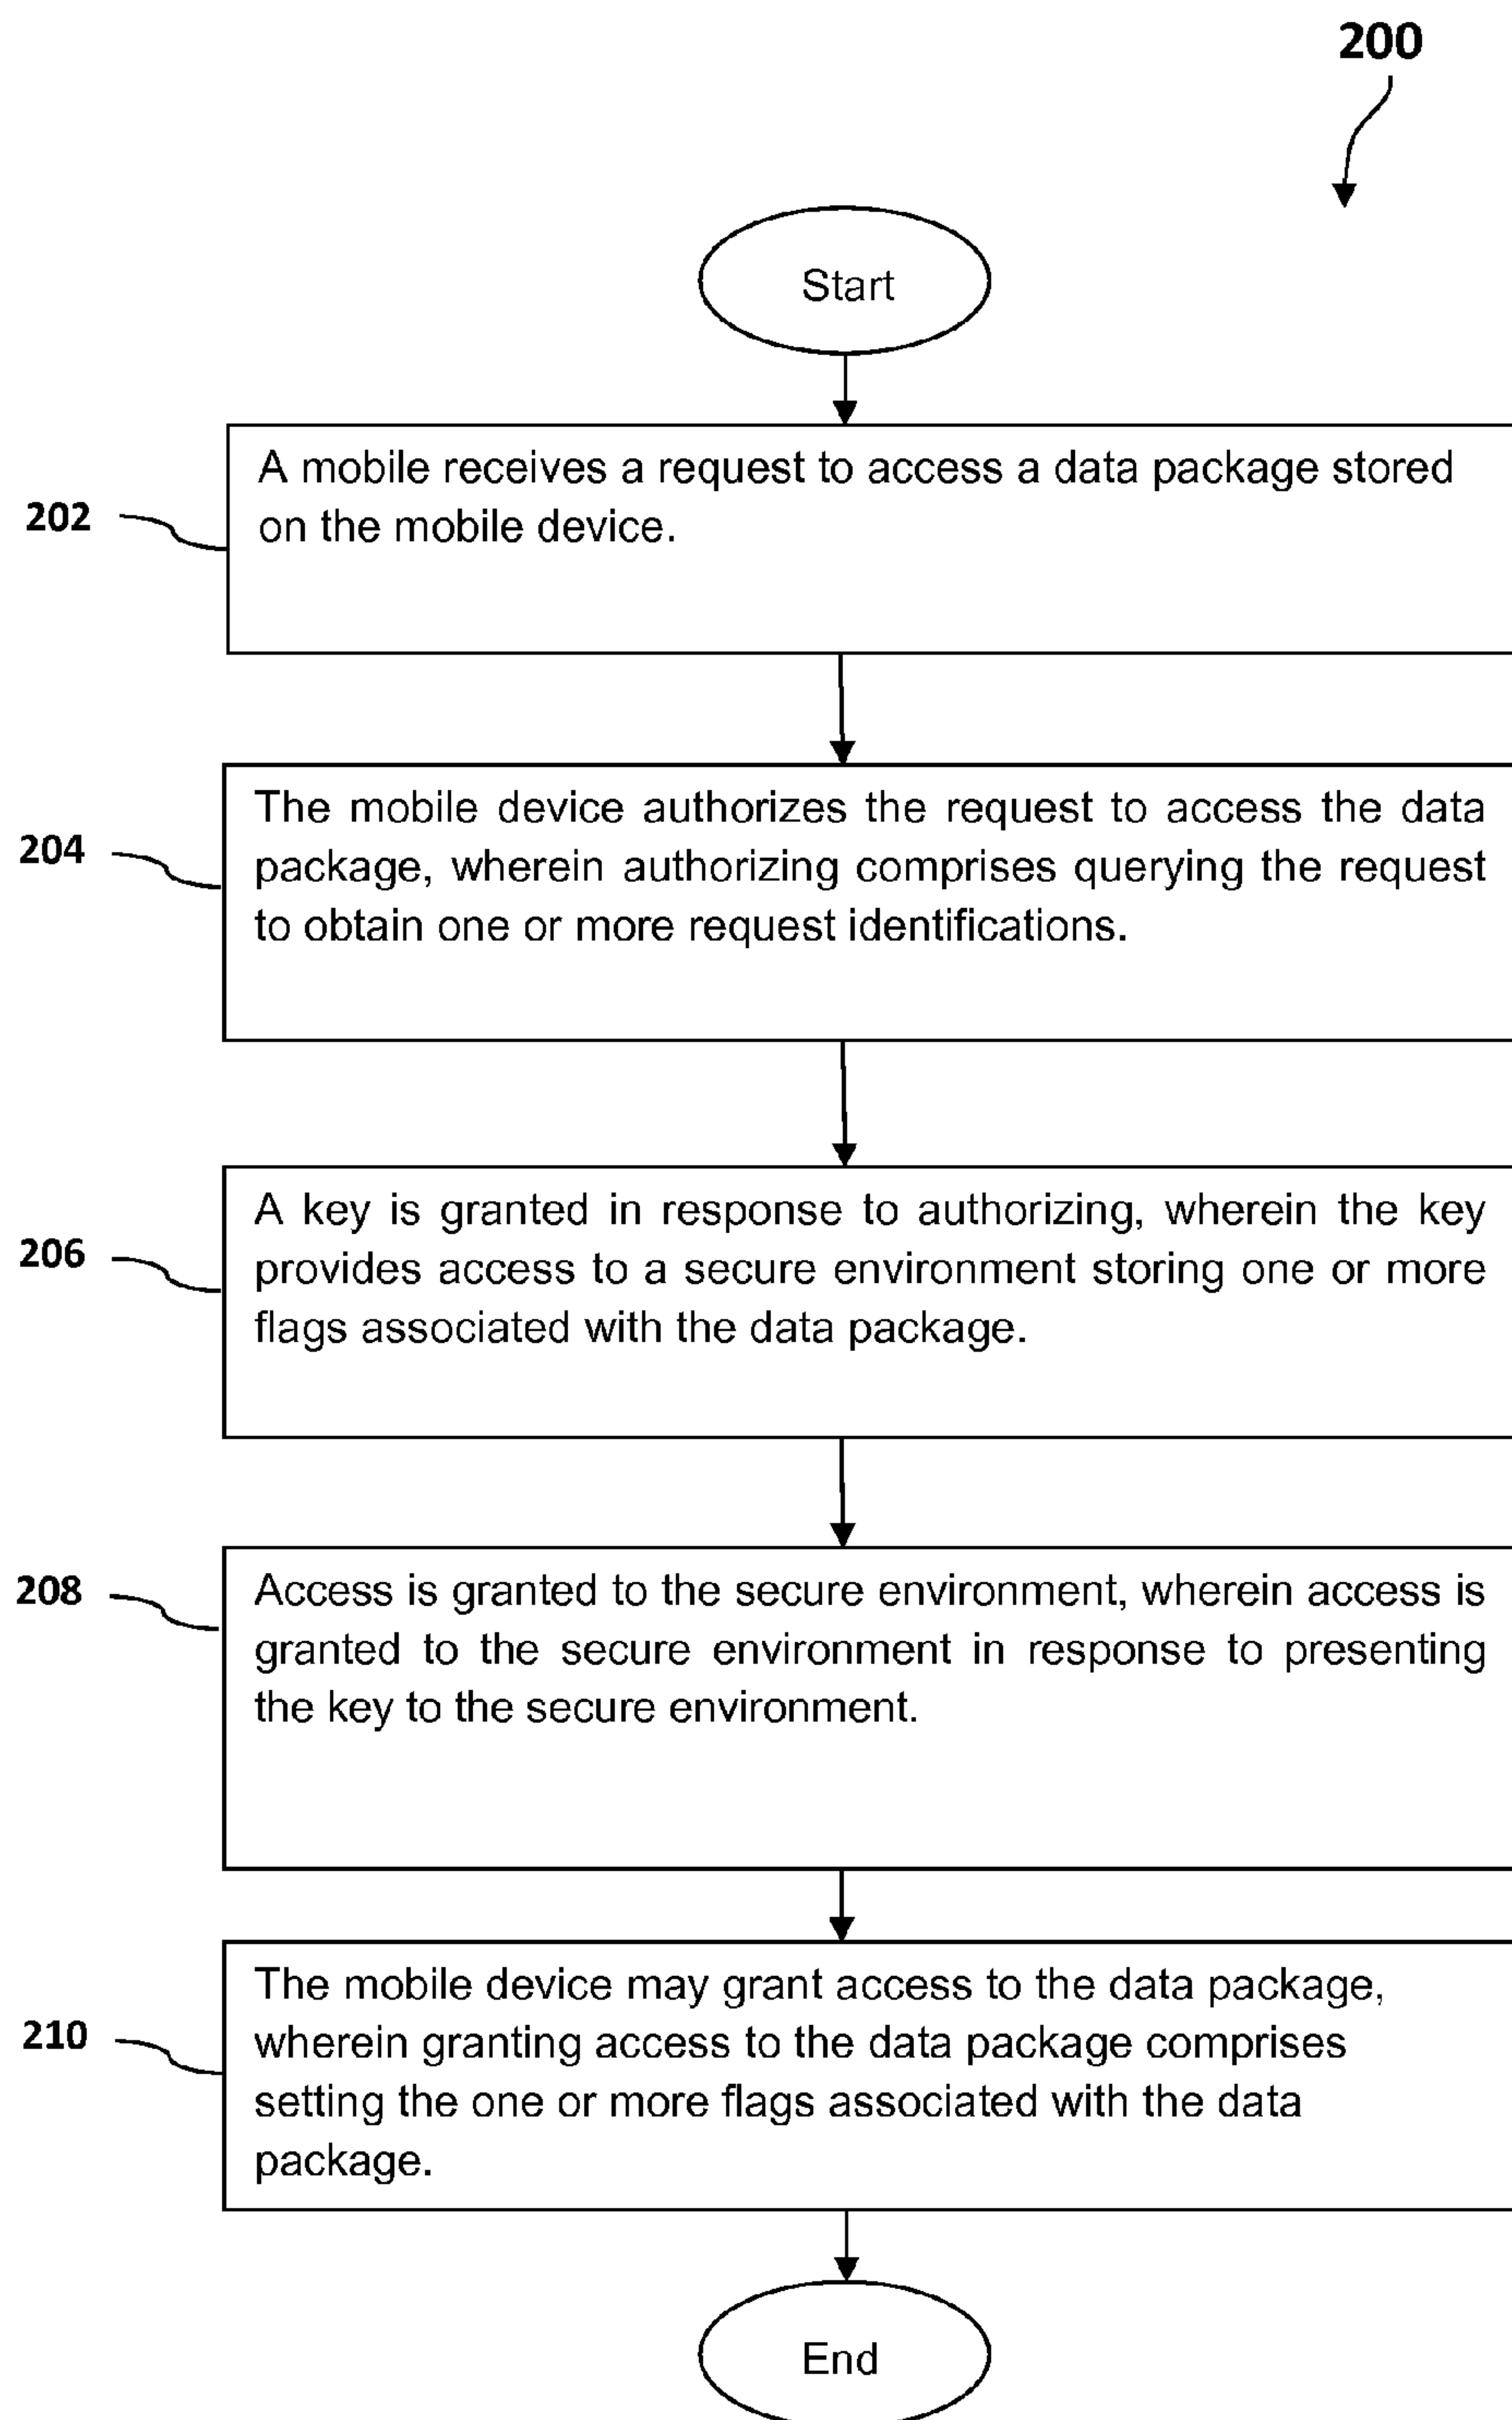 200
Start
202
A mobile receives a request to access a data package stored
on the mobile device.
204
The mobile device authorizes the request to access the data
package, wherein authorizing comprises querying the request
to obtain one or more request identifications.
206
A key is granted in response to authorizing, wherein the key
provides access to a secure environment storing one or more
flags associated with the data package.
208
Access is granted to the secure environment, wherein access is
granted to the secure environment in response to presenting
the key to the secure environment.
210
The mobile device may grant access to the data package,
wherein granting access to the data package comprises
setting the one or more flags associated with the data
package.
End